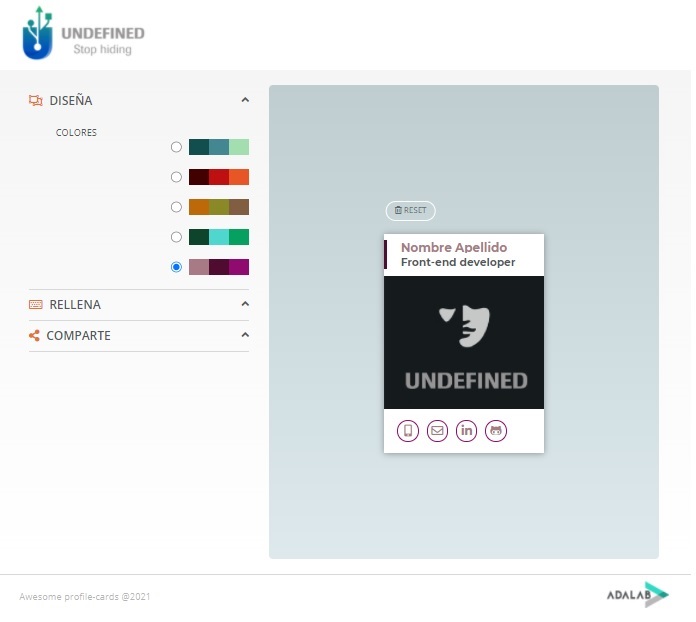 UNDEFINED
Stop hiding
DISEÑA
COLORES
RELLENA
COMPARTE
RESET
Nombre Apellido
Front-end developer
UNDEFINED
in
Awesome profile-cards @2021
ADALAB